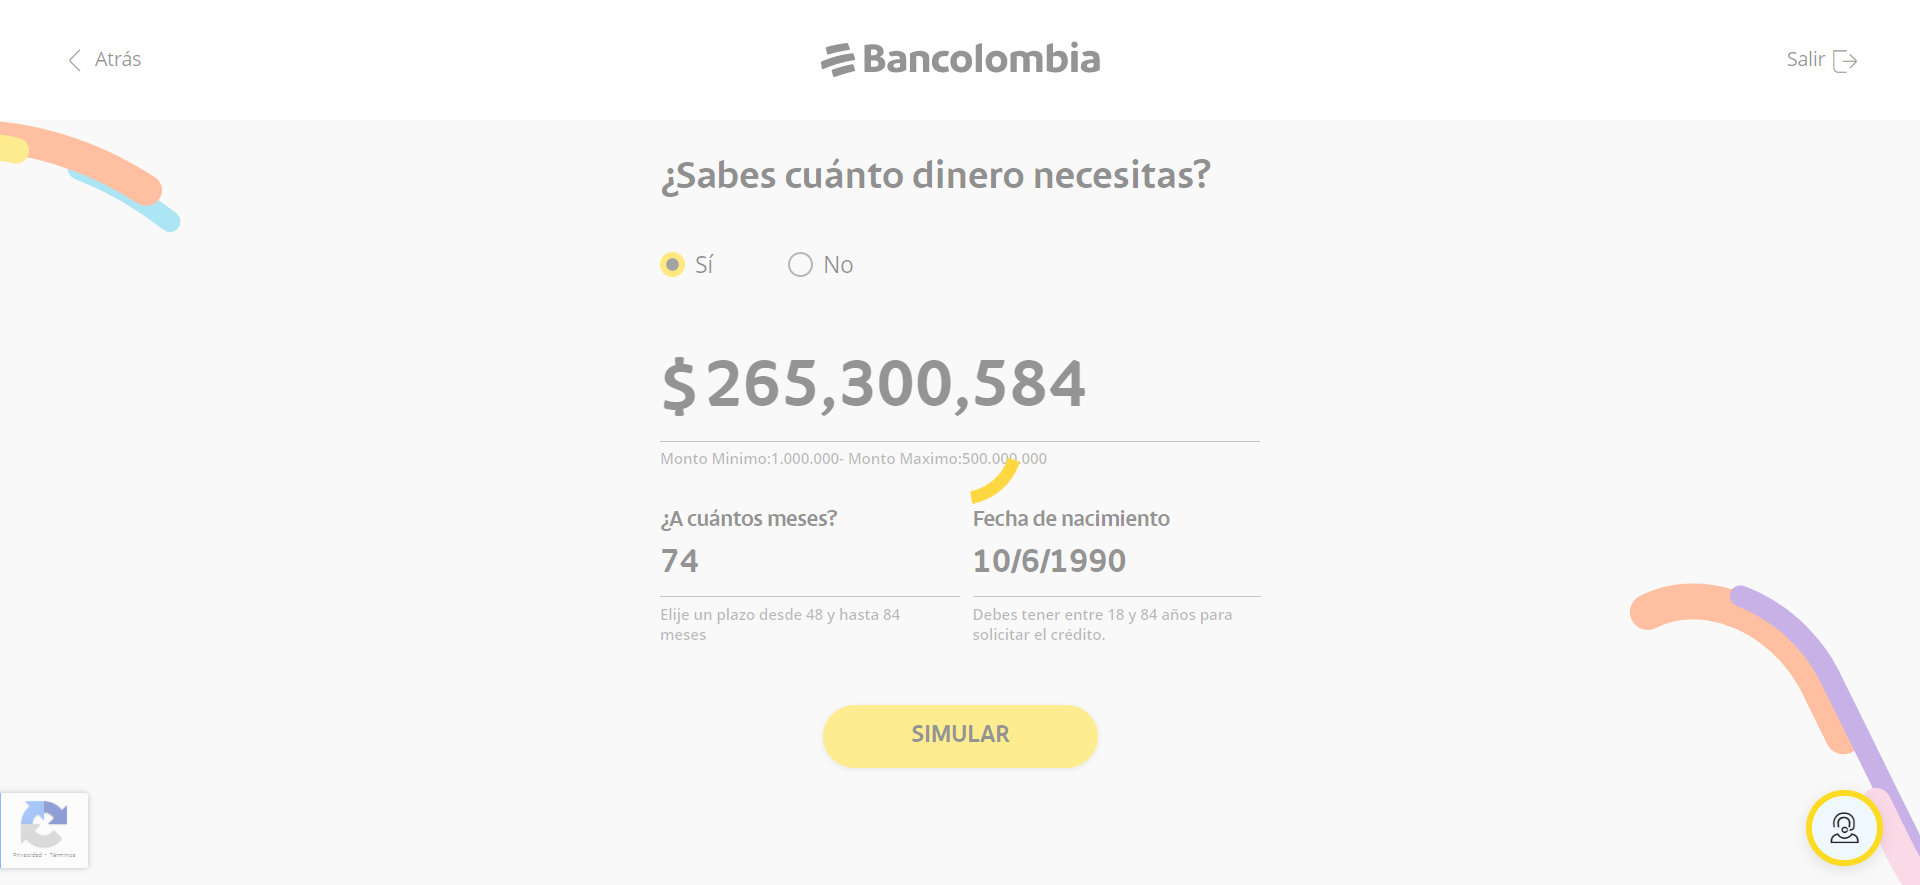 Atrás
Bancolombia
Salir
¿Sabes cuánto dinero necesitas?
Sí
No
$265,300,584
Monto Minimo:1.000.000- Monto Maximo:500.000.000
¿A cuántos meses?
Fecha de nacimiento
74
10/6/1990
Elije un plazo desde 48 y hasta 84
meses
Debes tener entre 18 y 84 años para
solicitar el crédito.
SIMULAR
Privacidad - Términos